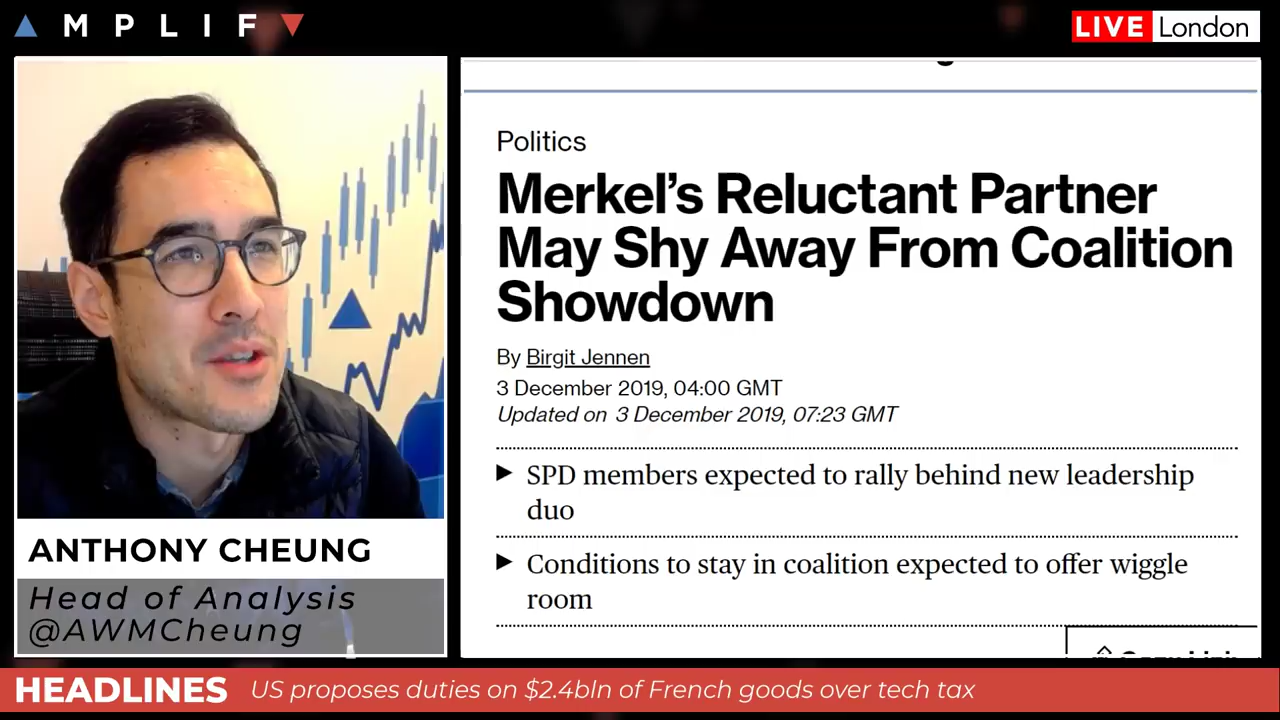 AMPLIFY
LIVE London
ANTHONY CHEUNG
Head of Analysis
@AWMCheung
Politics
Merkel's Reluctant Partner
May Shy Away From Coalition
Showdown
By Birgit Jennen
3 December 2019, 04:00 GMT
Updated on 3 December 2019, 07:23 GMT
SPD members expected to rally behind new leadership
duo
Conditions to stay in coalition expected to offer wiggle
room
HEADLINES US proposes duties on $2.4bln of French goods over tech tax